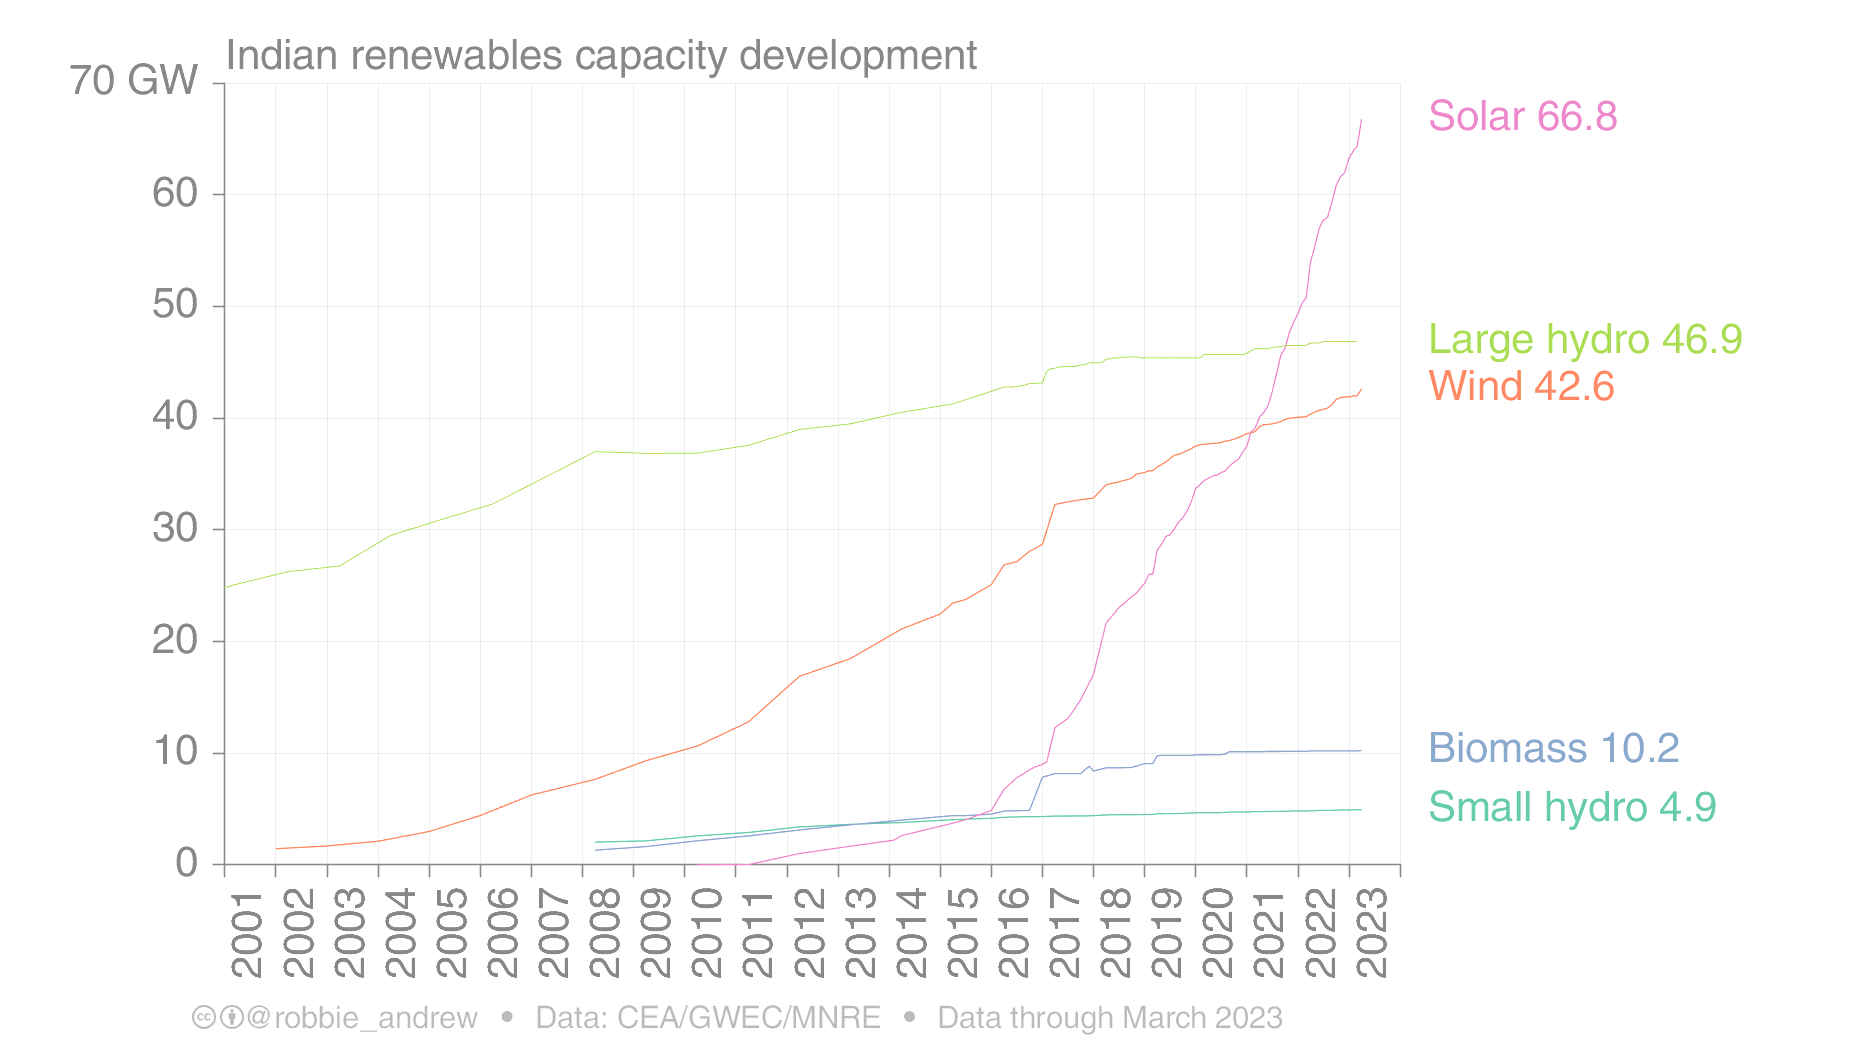 Indian renewables capacity development
70 GW
60
50
40
30
20
10
0
Solar 66.8
Large hydro 46.9
Wind 42.6
Biomass 10.2
Small hydro 4.9
2001 2002 2003 2004 2005 2006 2007 2008 2009 2010 2011 2012 2013 2014 2015 2016 2017 2018 2019 2020 2021 2022 2023
cc @robbie_andrew • Data: CEA/GWEC/MNRE • Data through March 2023